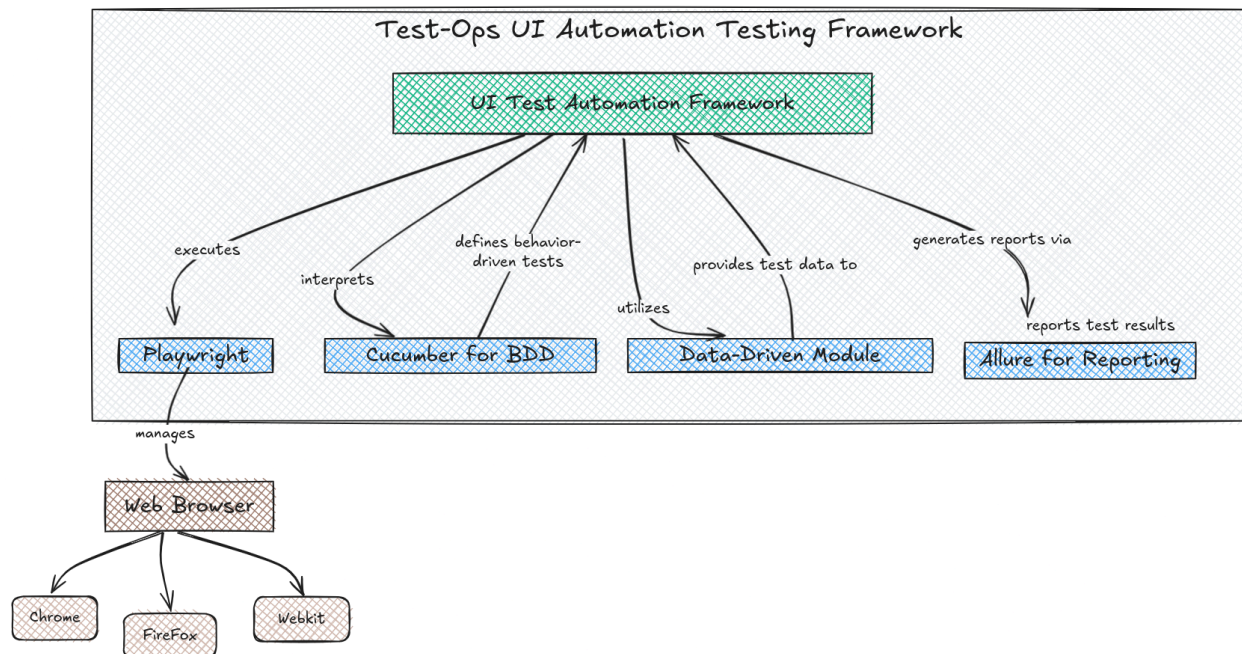 Test-Ops UI Automation Testing Framework
UI Test Automation Framework
executes
interprets
defines behavior-
driven tests
utilizes
provides test data to
generates reports via
reports test results
Playwright
Cucumber for BDD
Data-Driven Module
Allure for Reporting
manages
Web Browser
Chrome
FireFox
Webkit